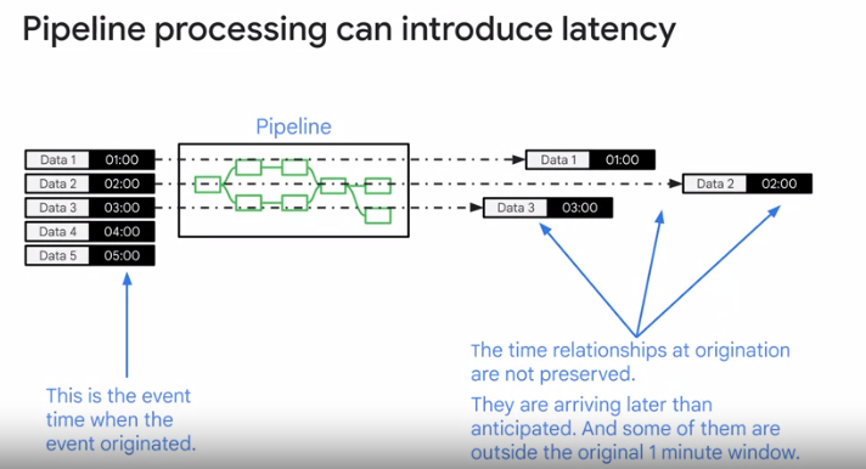 Pipeline processing can introduce latency
Pipeline
Data 1 01:00
Data 2 02:00
Data 3 03:00
Data 4 04:00
Data 5 05:00
Data 1 01:00
Data 2 02:00
Data 3 03:00
This is the event
time when the
event originated.
The time relationships at origination
are not preserved.
They are arriving later than
anticipated. And some of them are
outside the original 1 minute window.